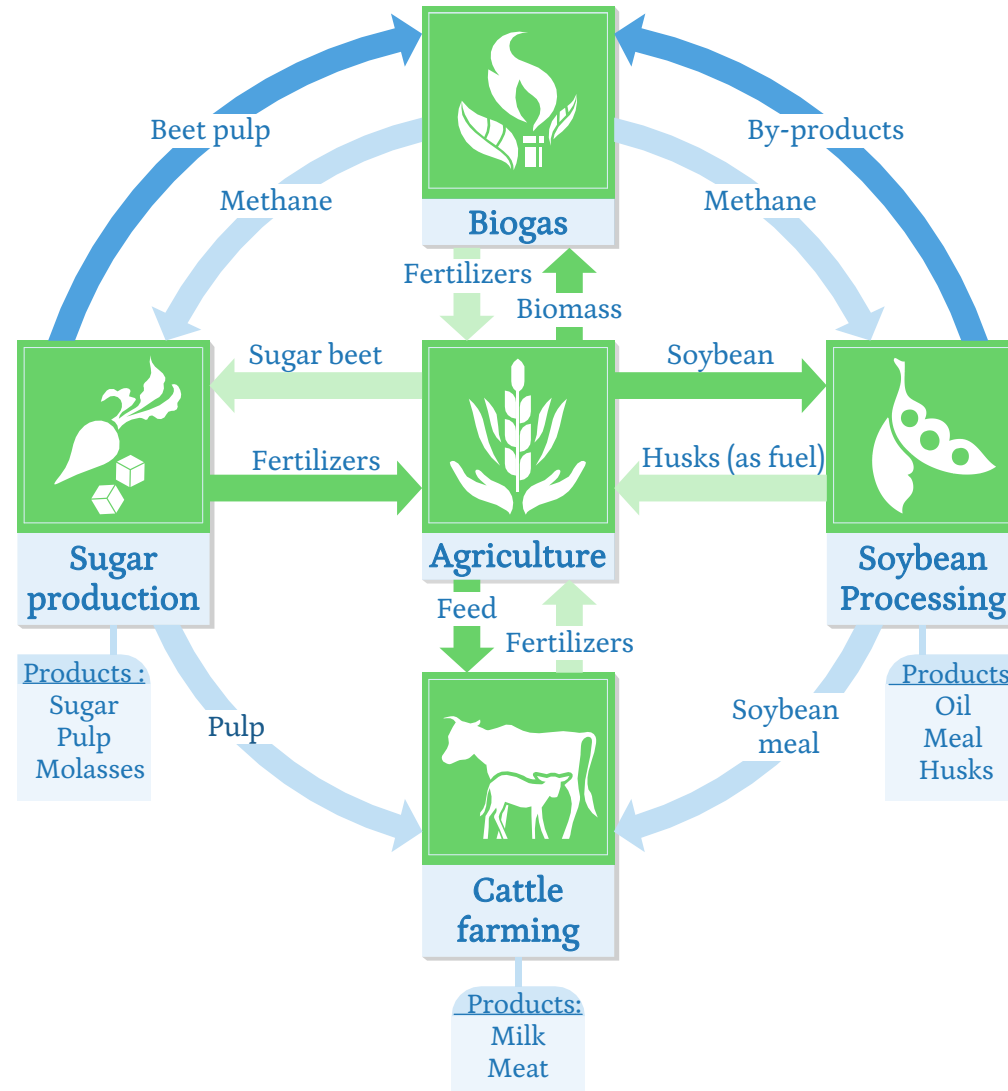 Beet pulp
By-products
Methane
Methane
Biogas
Fertilizers
Biomass
Sugar beet
Soybean
Fertilizers
Husks (as fuel)
Sugar
production
Agriculture
Soybean
Processing
Feed
Fertilizers
Products :
Sugar
Pulp
Molasses
Pulp
Soybean
meal
Products
Oil
Meal
Husks
Cattle
farming
Products:
Milk
Meat